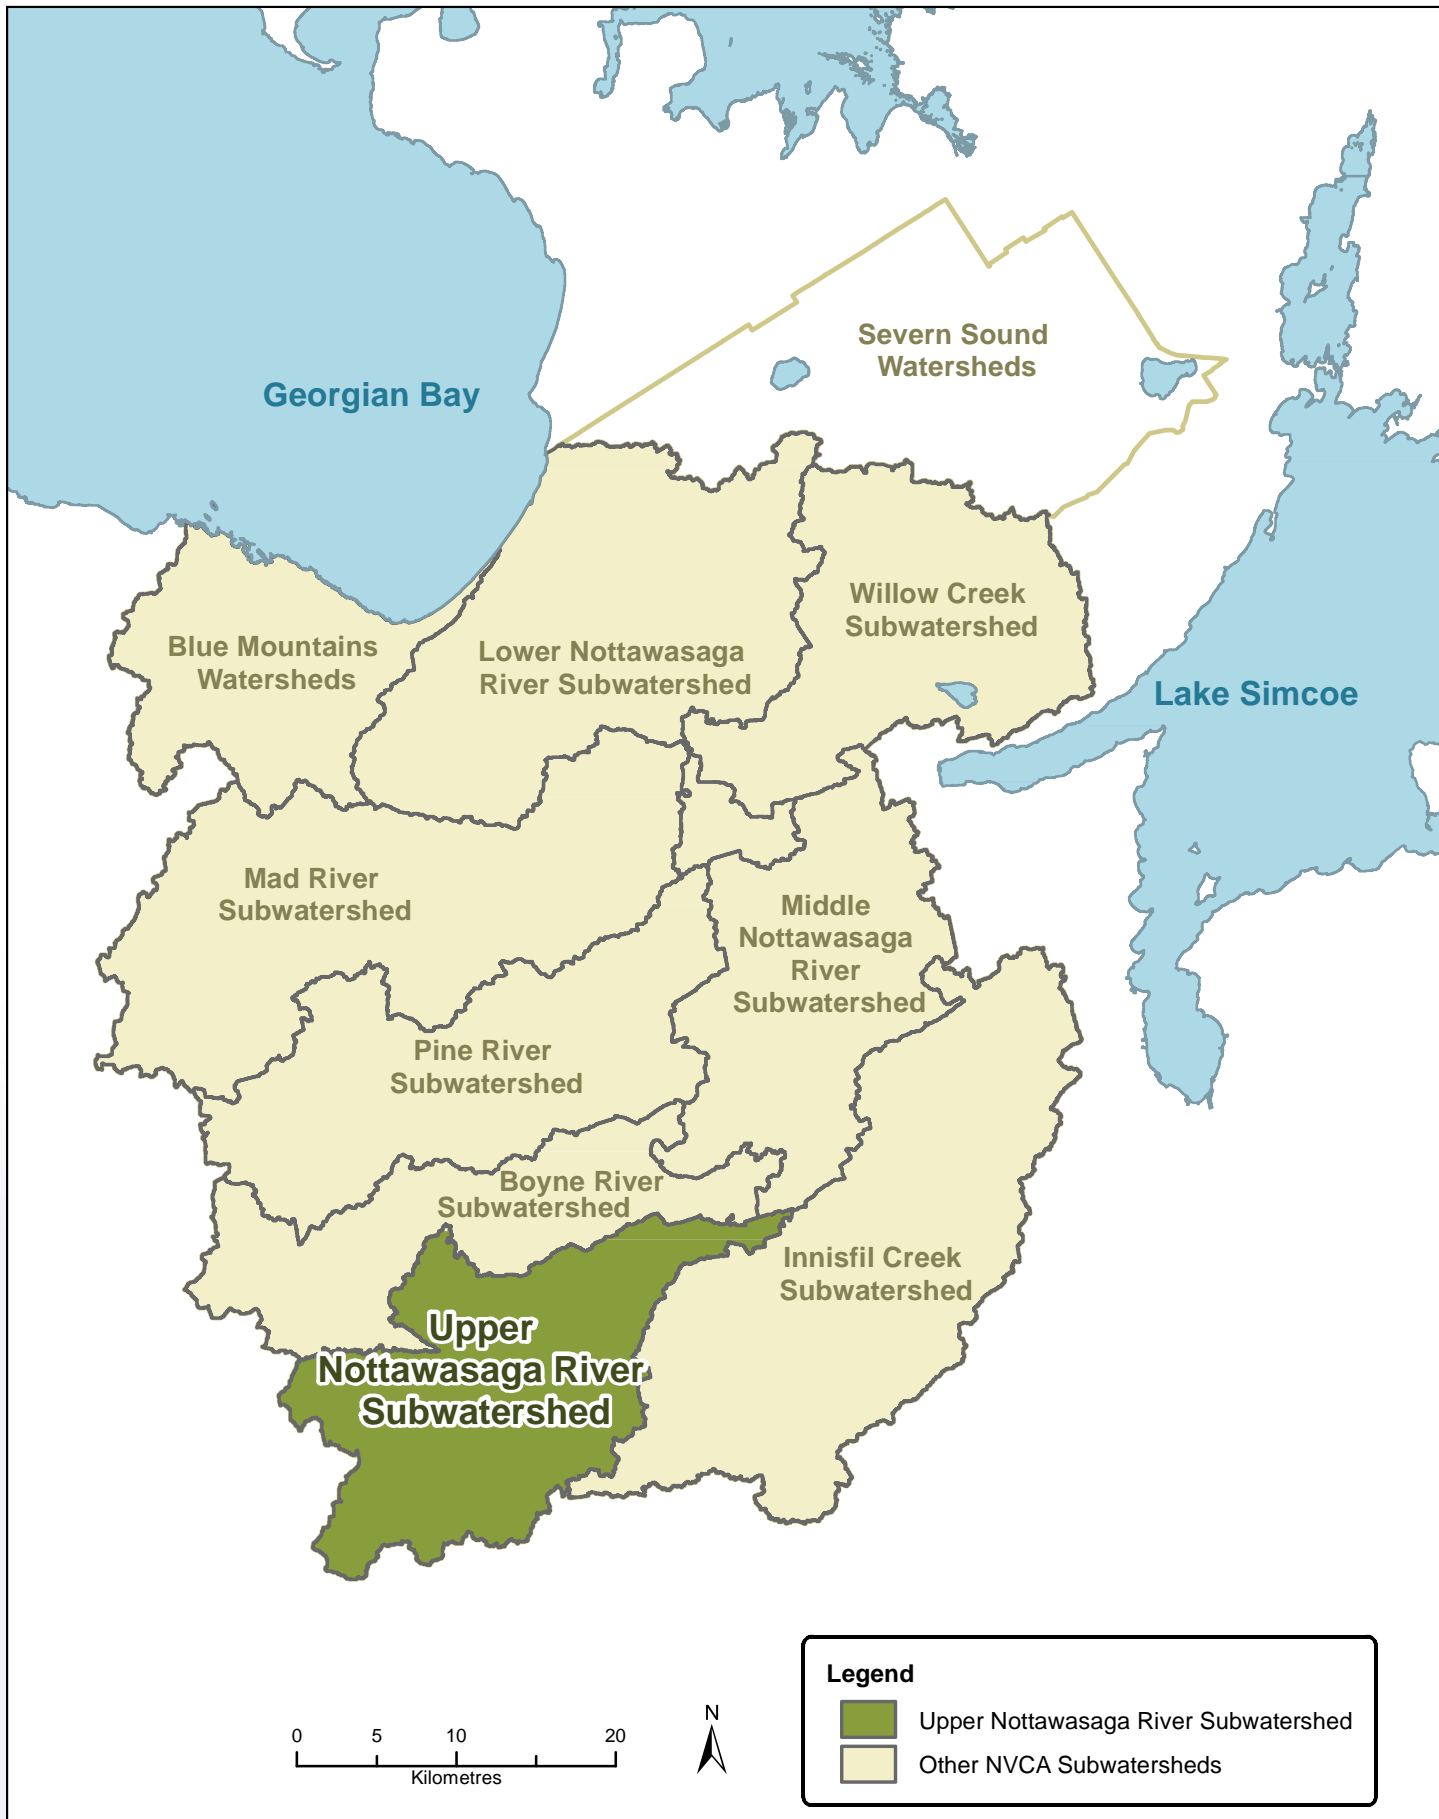 Severn Sound
Watersheds
Georgian Bay
Willow Creek
Subwatershed
Blue Mountains
Watersheds
Lower Nottawasaga
River Subwatershed
Lake Simcoe
Mad River
Subwatershed
Middle
Nottawasaga
River
Subwatershed
Pine River
Subwatershed
Boyne River
Subwatershed
Innisfil Creek
Subwatershed
Upper
Nottawasaga River
Subwatershed
Legend
Upper Nottawasaga River Subwatershed
Other NVCA Subwatersheds
N
0 5 10 20
Kilometres